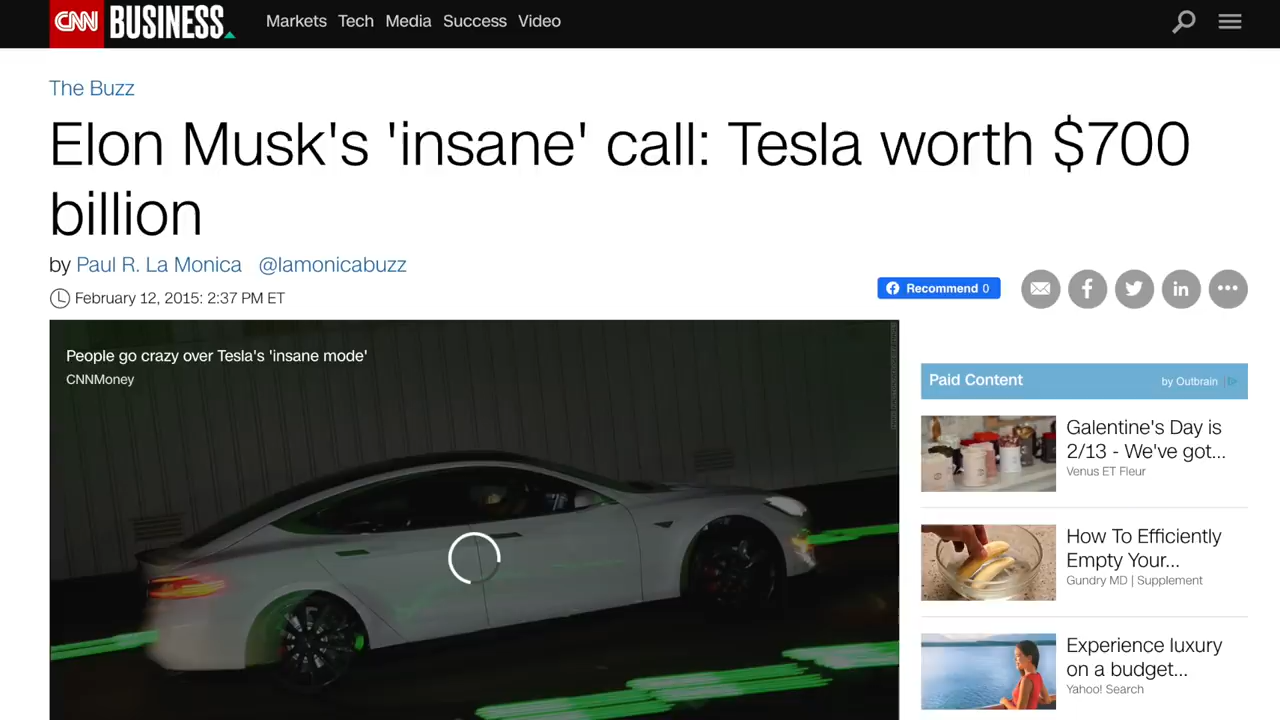 CNN BUSINESS
Markets Tech Media Success Video
The Buzz
Elon Musk's 'insane' call: Tesla worth $700
billion
by Paul R. La Monica @lamonicabuzz
February 12, 2015: 2:37 PM ET
Recommend 0
People go crazy over Tesla's 'insane mode'
CNNMoney
Paid Content
by Outbrain
Galentine's Day is
2/13 - We've got...
Venus ET Fleur
How To Efficiently
Empty Your...
Gundry MD | Supplement
Experience luxury
on a budget...
Yahoo! Search